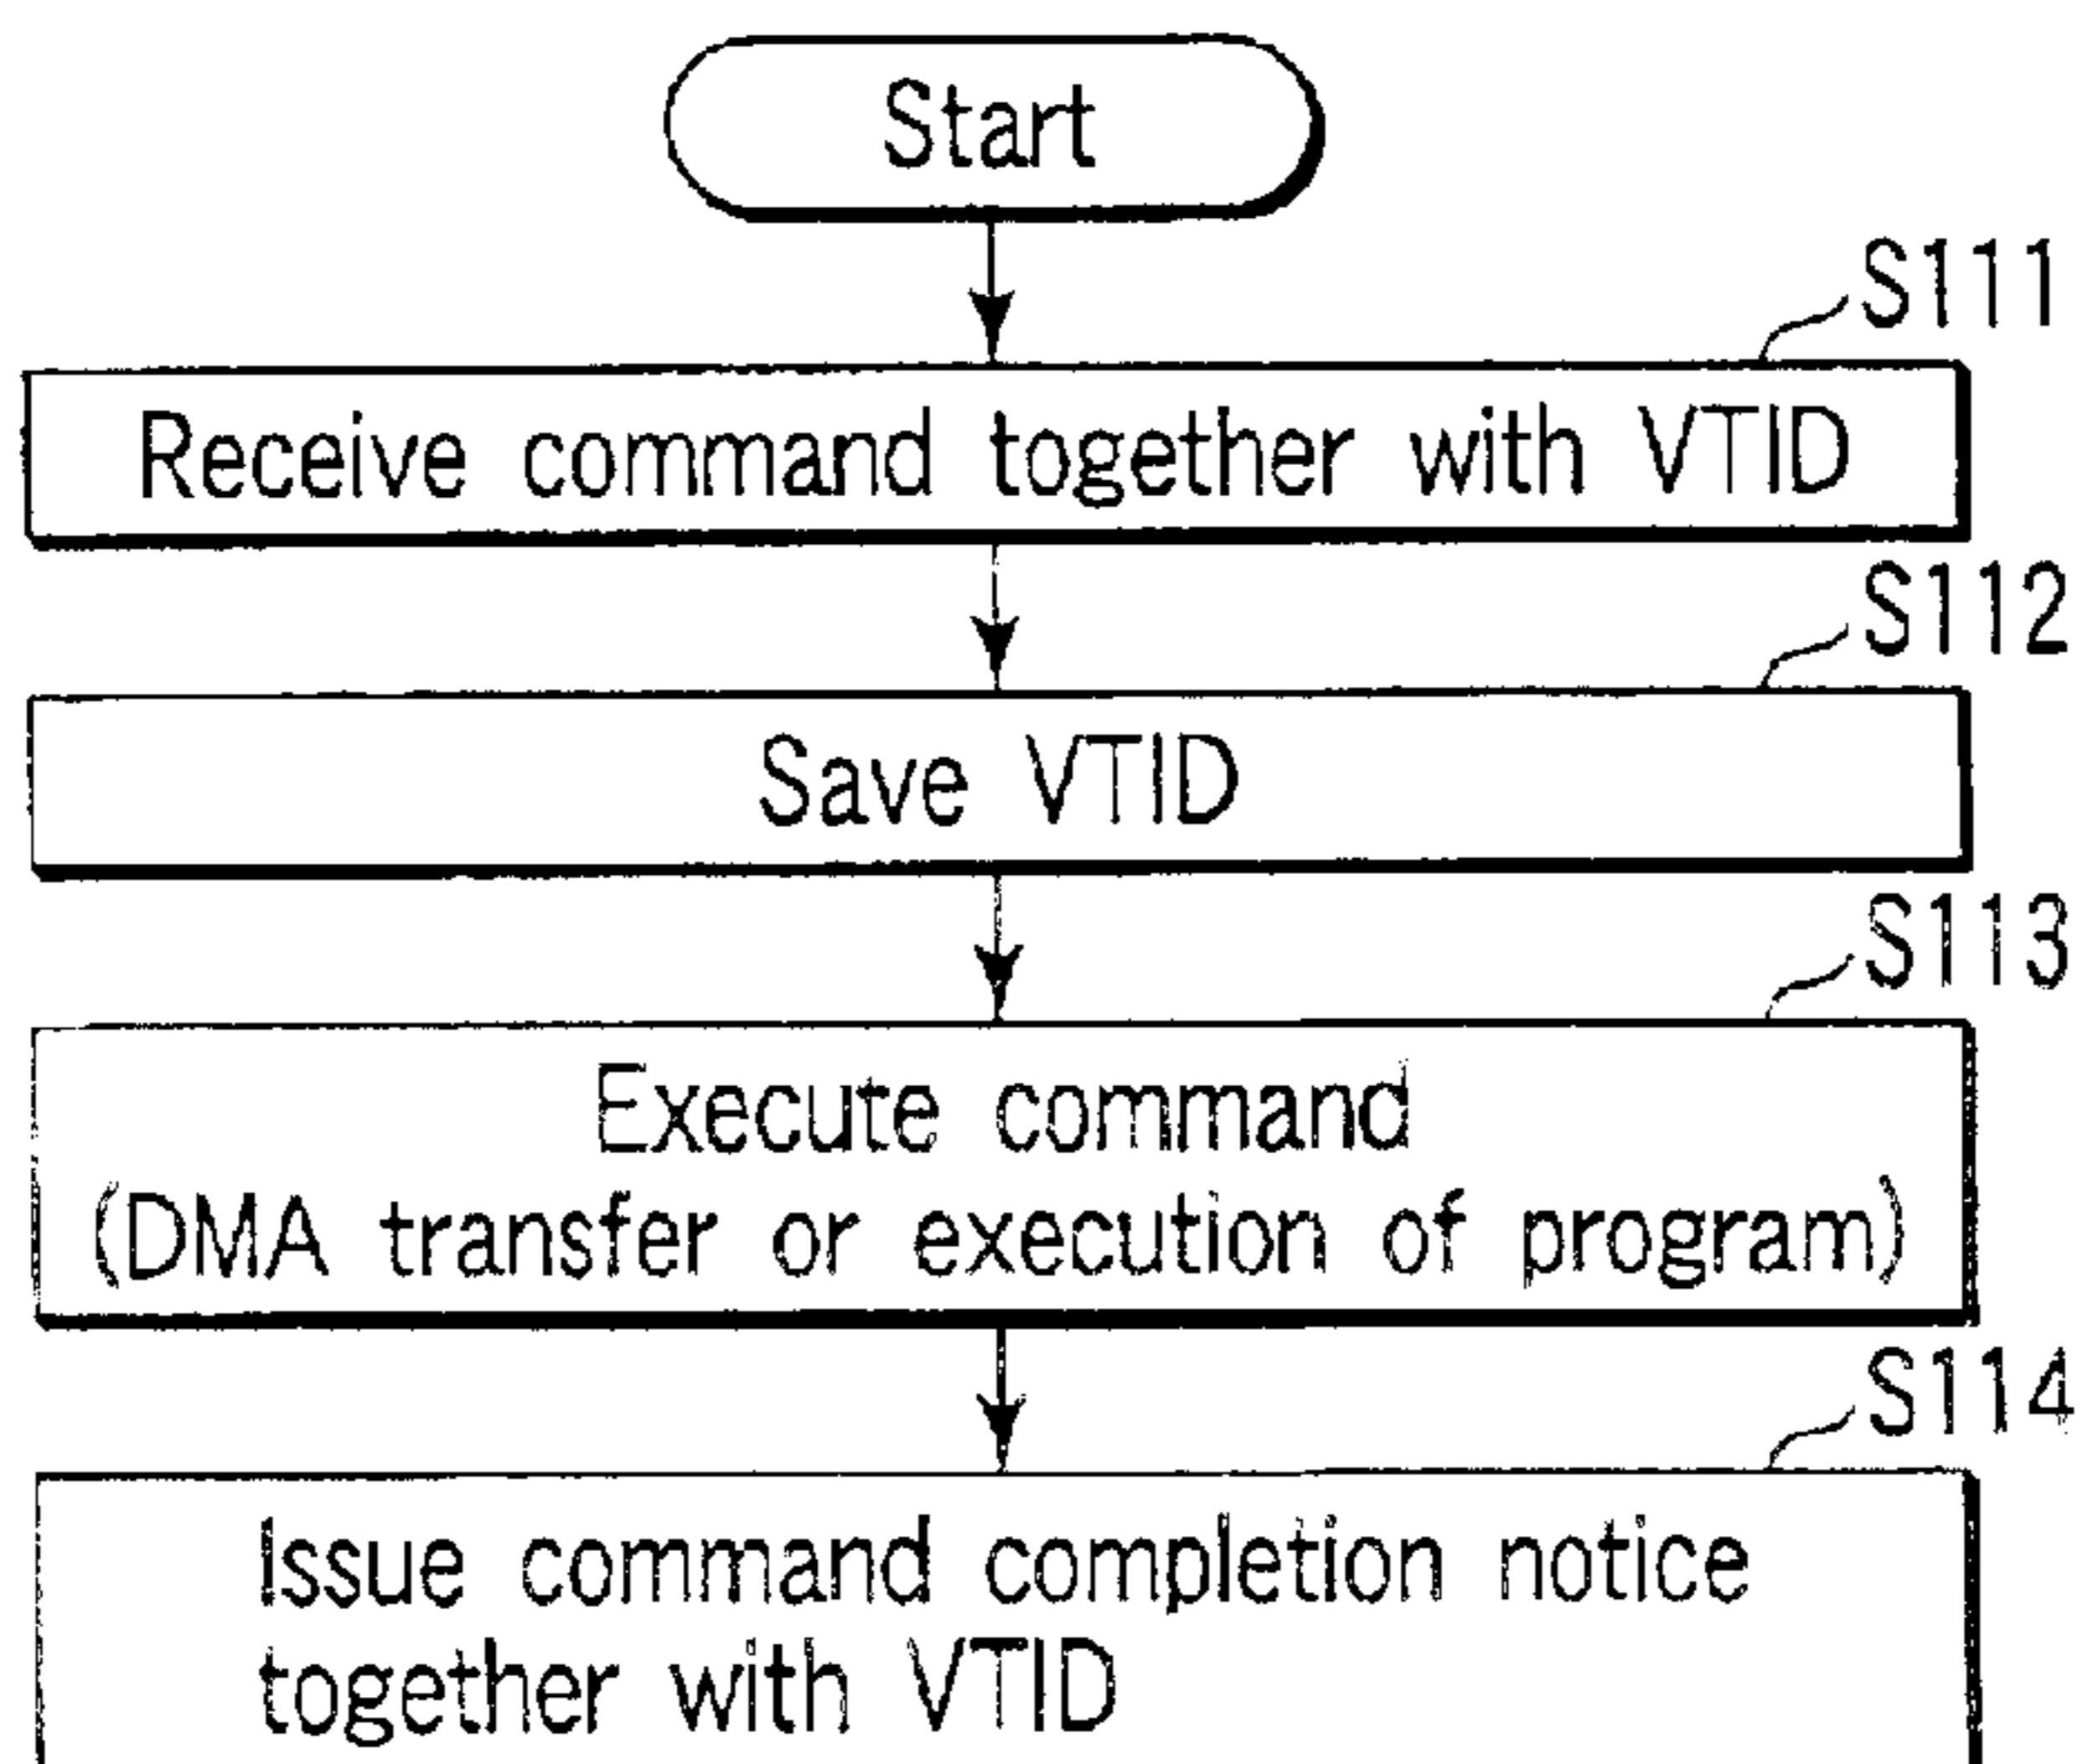 Start
S111
Receive command together with VTID
S112
Save VTID
S113
Execute command
(DMA transfer or execution of program)
S114
Issue command completion notice
together with VTID